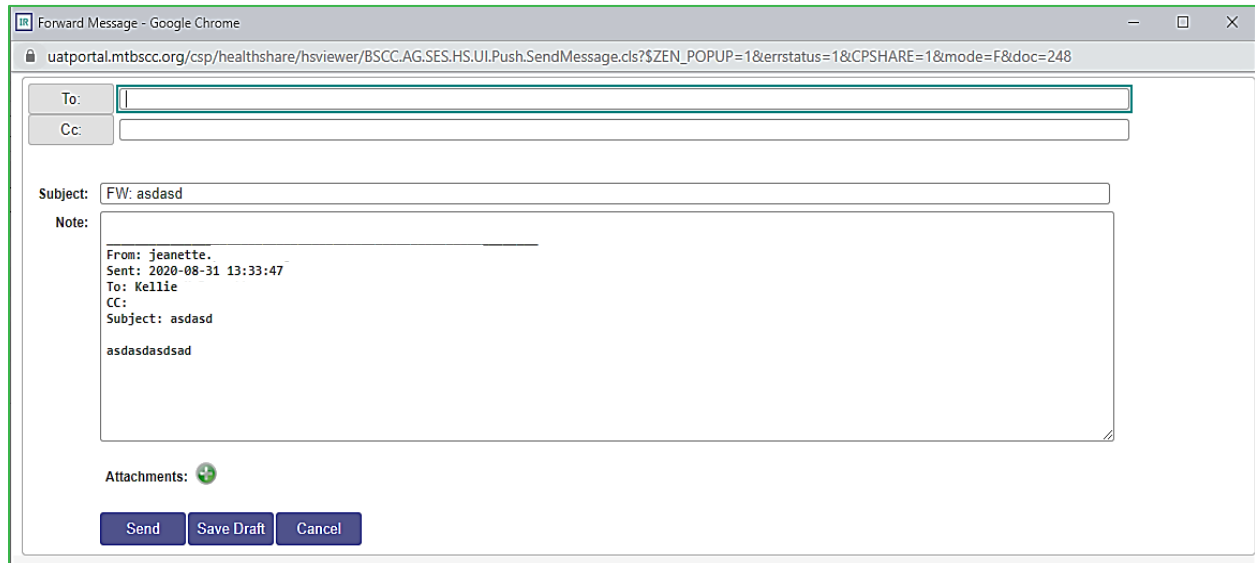 IR Forward Message - Google Chrome
uatportal.mtbscc.org/csp/healthshare/hsviewer/BSCC.AG.SES.HS.UI.Push.SendMessage.cls?$ZEN_POPUP=1&errstatus=1&CPSHARE=1&mode=F&doc=248
To:
Cc:
Subject: FW: asdasd
Note:
From: jeanette.
Sent: 2020-08-31 13:33:47
To: Kellie
CC:
Subject: asdasd
asdasdasdsad
Attachments:
Send Save Draft Cancel